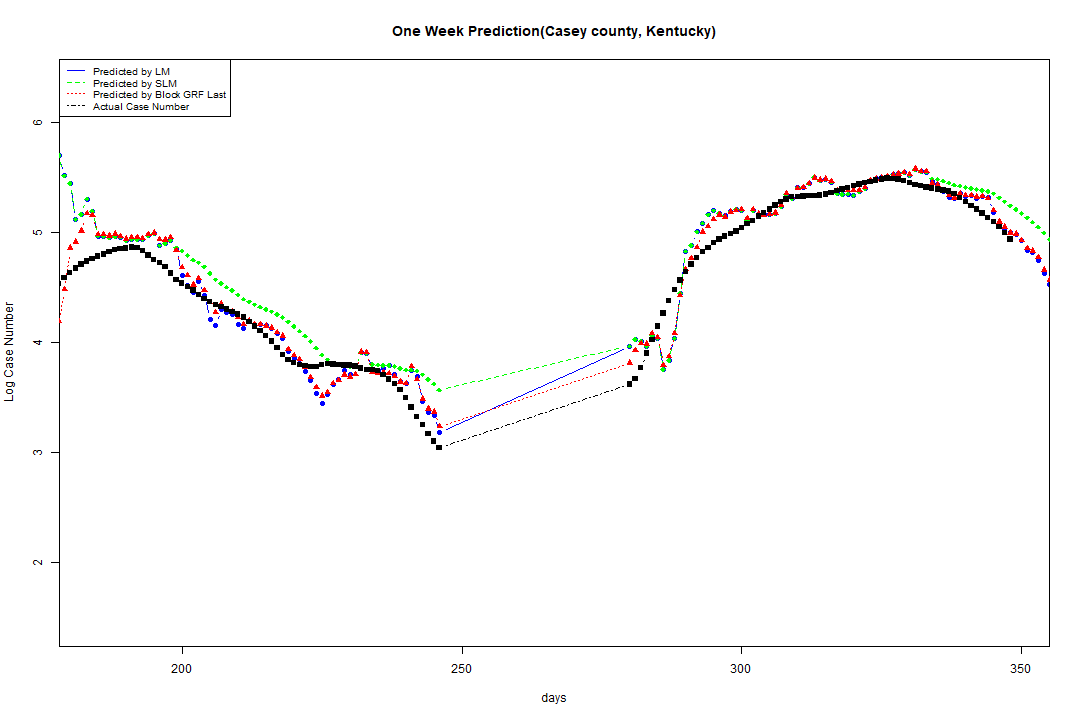 One Week Prediction(Casey county, Kentucky)
Predicted by LM
Predicted by SLM
Predicted by Block GRF Last
Actual Case Number
6
5
4
3
2
Log Case Number
200 250 300 350
days